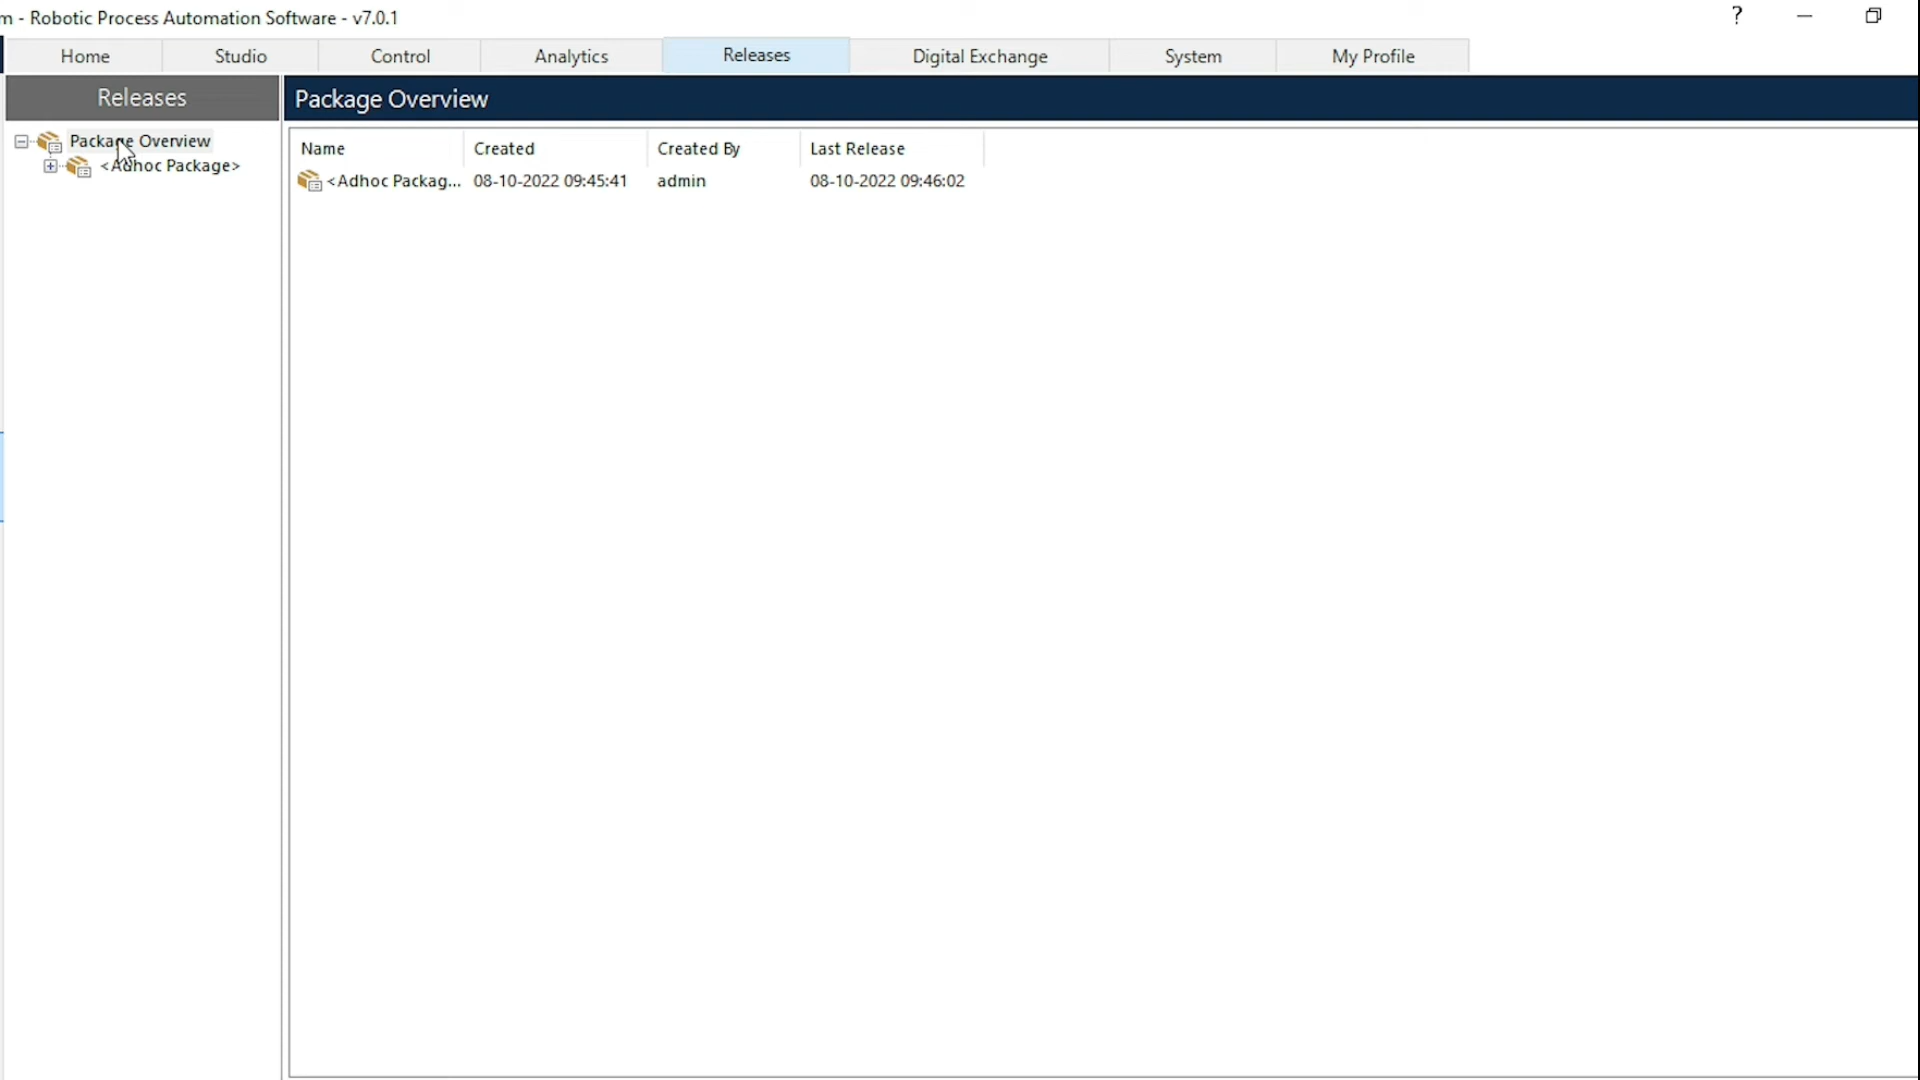 m - Robotic Process Automation Software - v7.0.1
?
Home Studio Control Analytics Releases Digital Exchange System My Profile
Releases Package Overview
Package Overview
<Adhoc Package>
Name Created Created By Last Release
<Adhoc Packag... 08-10-2022 09:45:41 admin 08-10-2022 09:46:02